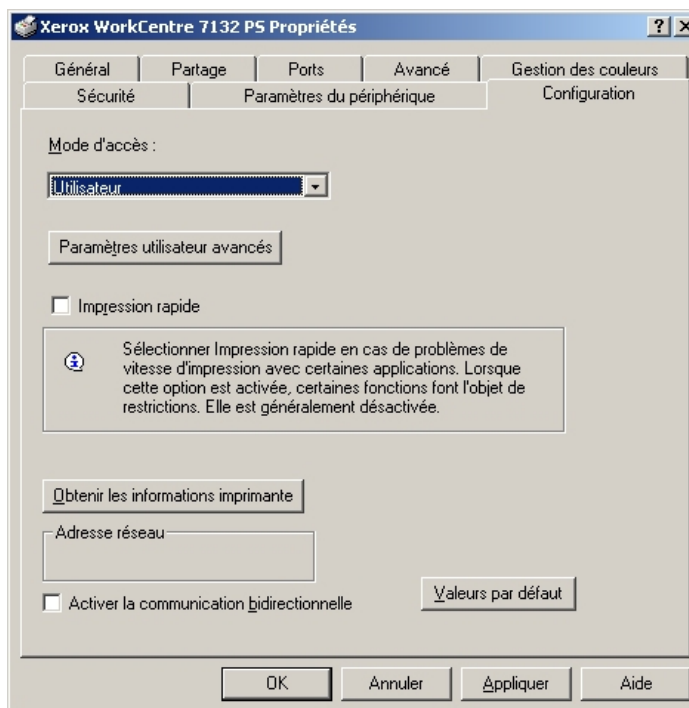 Xerox WorkCentre 7132 PS Propriétés
Général Partage Ports Avancé Gestion des couleurs
Sécurité Paramètres du périphérique Configuration
Mode d'accès :
Utilisateur
Paramètres utilisateur avancés
Impression rapide
Sélectionner Impression rapide en cas de problèmes de
vitesse d'impression avec certaines applications. Lorsque
cette option est activée, certaines fonctions font l'objet de
restrictions. Elle est généralement désactivée.
Obtenir les informations imprimante
Adresse réseau
Activer la communication bidirectionnelle
Valeurs par défaut
OK Annuler Appliquer Aide